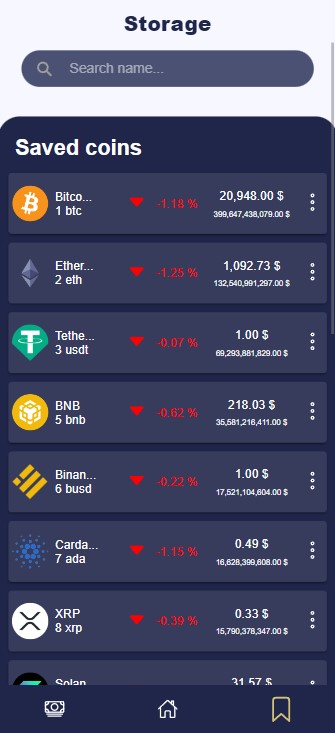 Storage
Search name...
Saved coins
Bitco... -1.18 % 20,948.00 $
1 btc 399,647,438,079.00 $
Ether... -1.25 % 1,092.73 $
2 eth 132,540,991,297.00 $
Tethe... -0.07 % 1.00 $
3 usdt 69,293,881,829.00 $
BNB -0.62 % 218.03 $
5 bnb 35,581,216,411.00 $
Binan... -0.22 % 1.00 $
6 busd 17,521,104,604.00 $
Carda... -1.15 % 0.49 $
7 ada 16,628,399,608.00 $
XRP -0.39 % 0.33 $
8 xrp 15,790,378,347.00 $
Solan 31.57 $